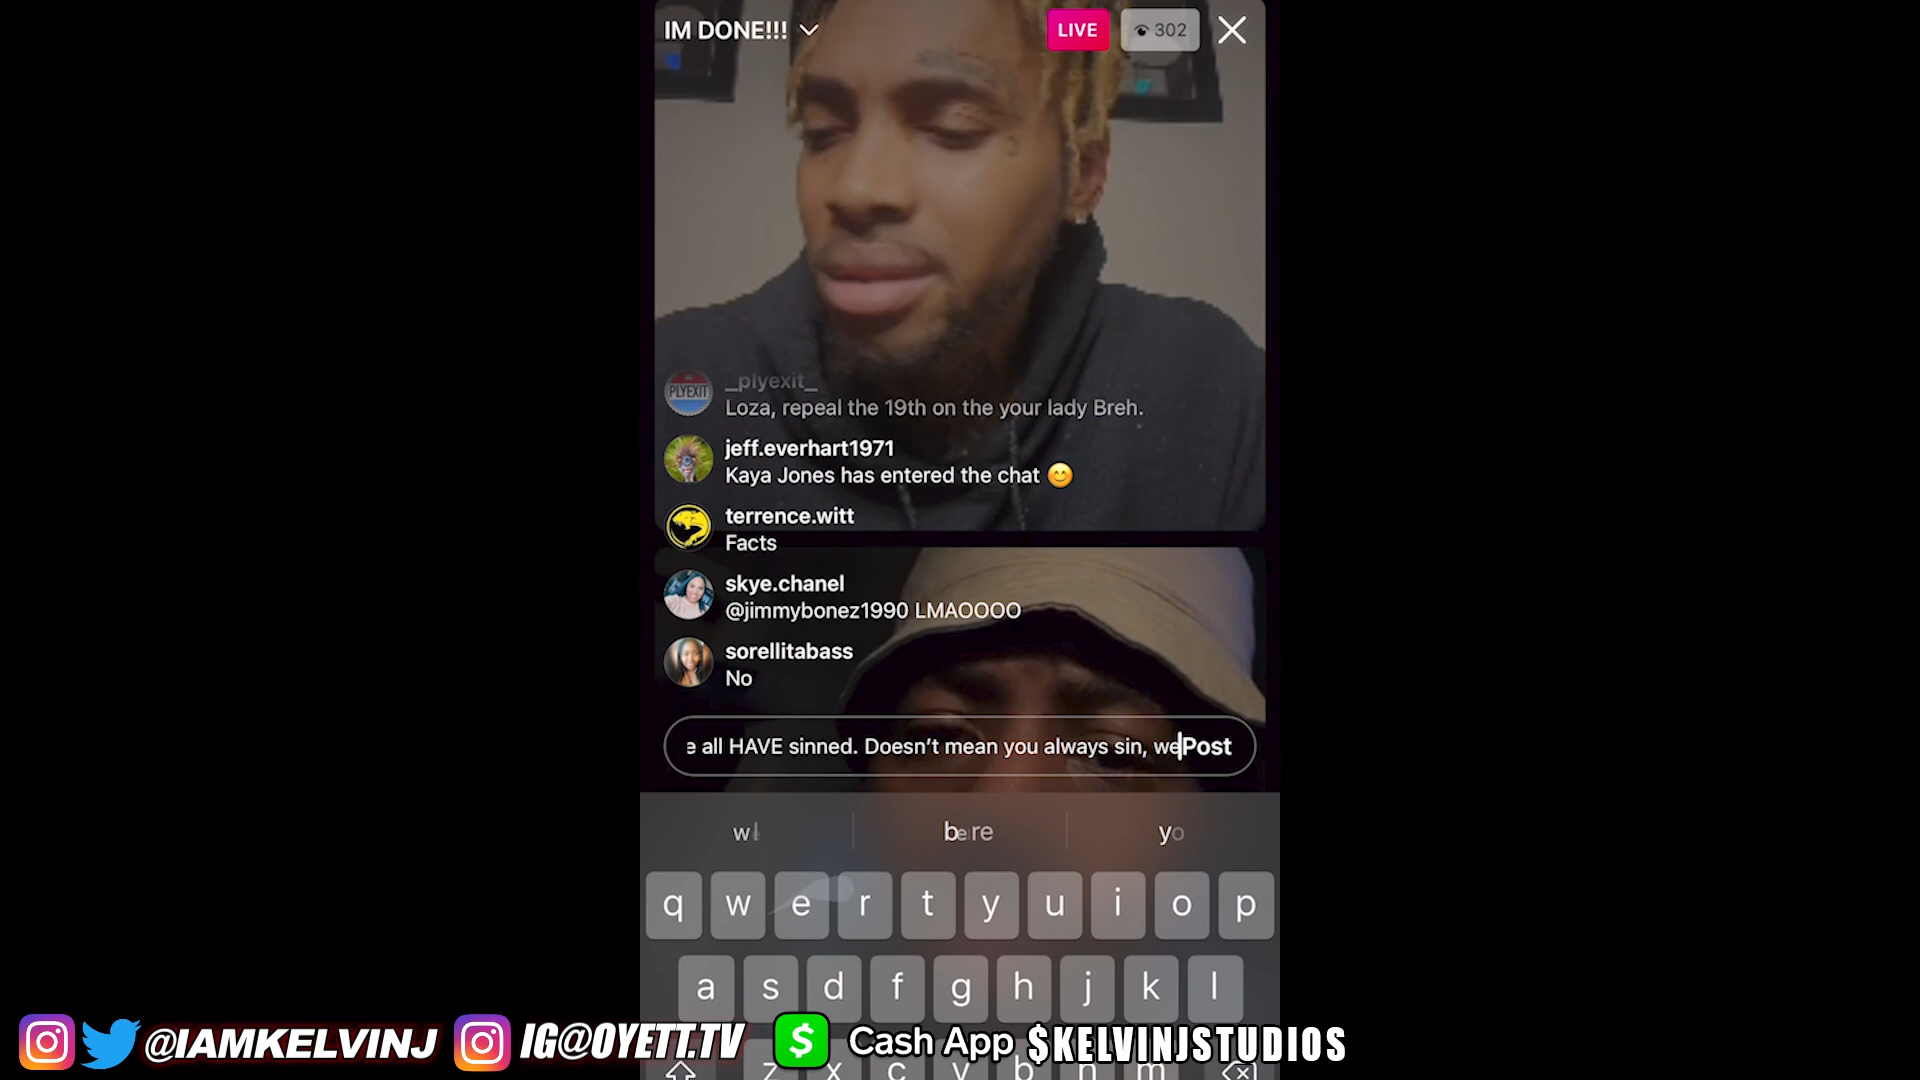 IM DONE!!!
LIVE
302
_plyexit_
PLYEXIT
Loza, repeal the 19th on the your lady Breh.
jeff.everhart1971
Kaya Jones has entered the chat 😊
terrence.witt
Facts
skye.chanel
@jimmybonez1990 LMAOOOO
sorellitabass
No
all HAVE sinned. Doesn't mean you always sin, we
Post
q w e r t y u i o p
a s d f g h j k l
@IAMKELVINJ IG@OYETT.TV $ Cash App $KELVINJSTUDIOS
z x c v b n m